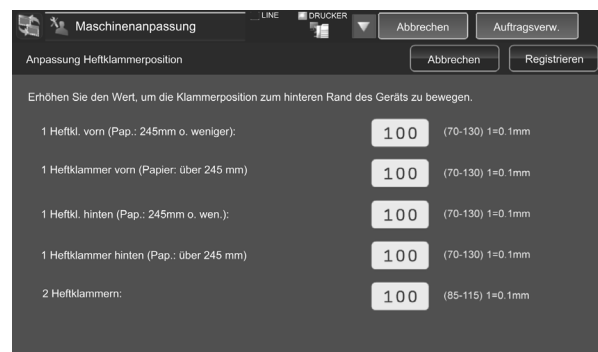 Maschinenanpassung
LINE
DRUCKER
Abbrechen
Auftragsverw.
Anpassung Heftklammerposition
Abbrechen
Registrieren
Erhöhen Sie den Wert, um die Klammerposition zum hinteren Rand des Geräts zu bewegen.
1 Heftkl. vorn (Pap.: 245mm o. weniger): 100 (70-130) 1=0.1mm
1 Heftklammer vorn (Papier: über 245 mm) 100 (70-130) 1=0.1mm
1 Heftkl. hinten (Pap.: 245mm o. wen.): 100 (70-130) 1=0.1mm
1 Heftklammer hinten (Pap.: über 245 mm) 100 (70-130) 1=0.1mm
2 Heftklammern: 100 (85-115) 1=0.1mm